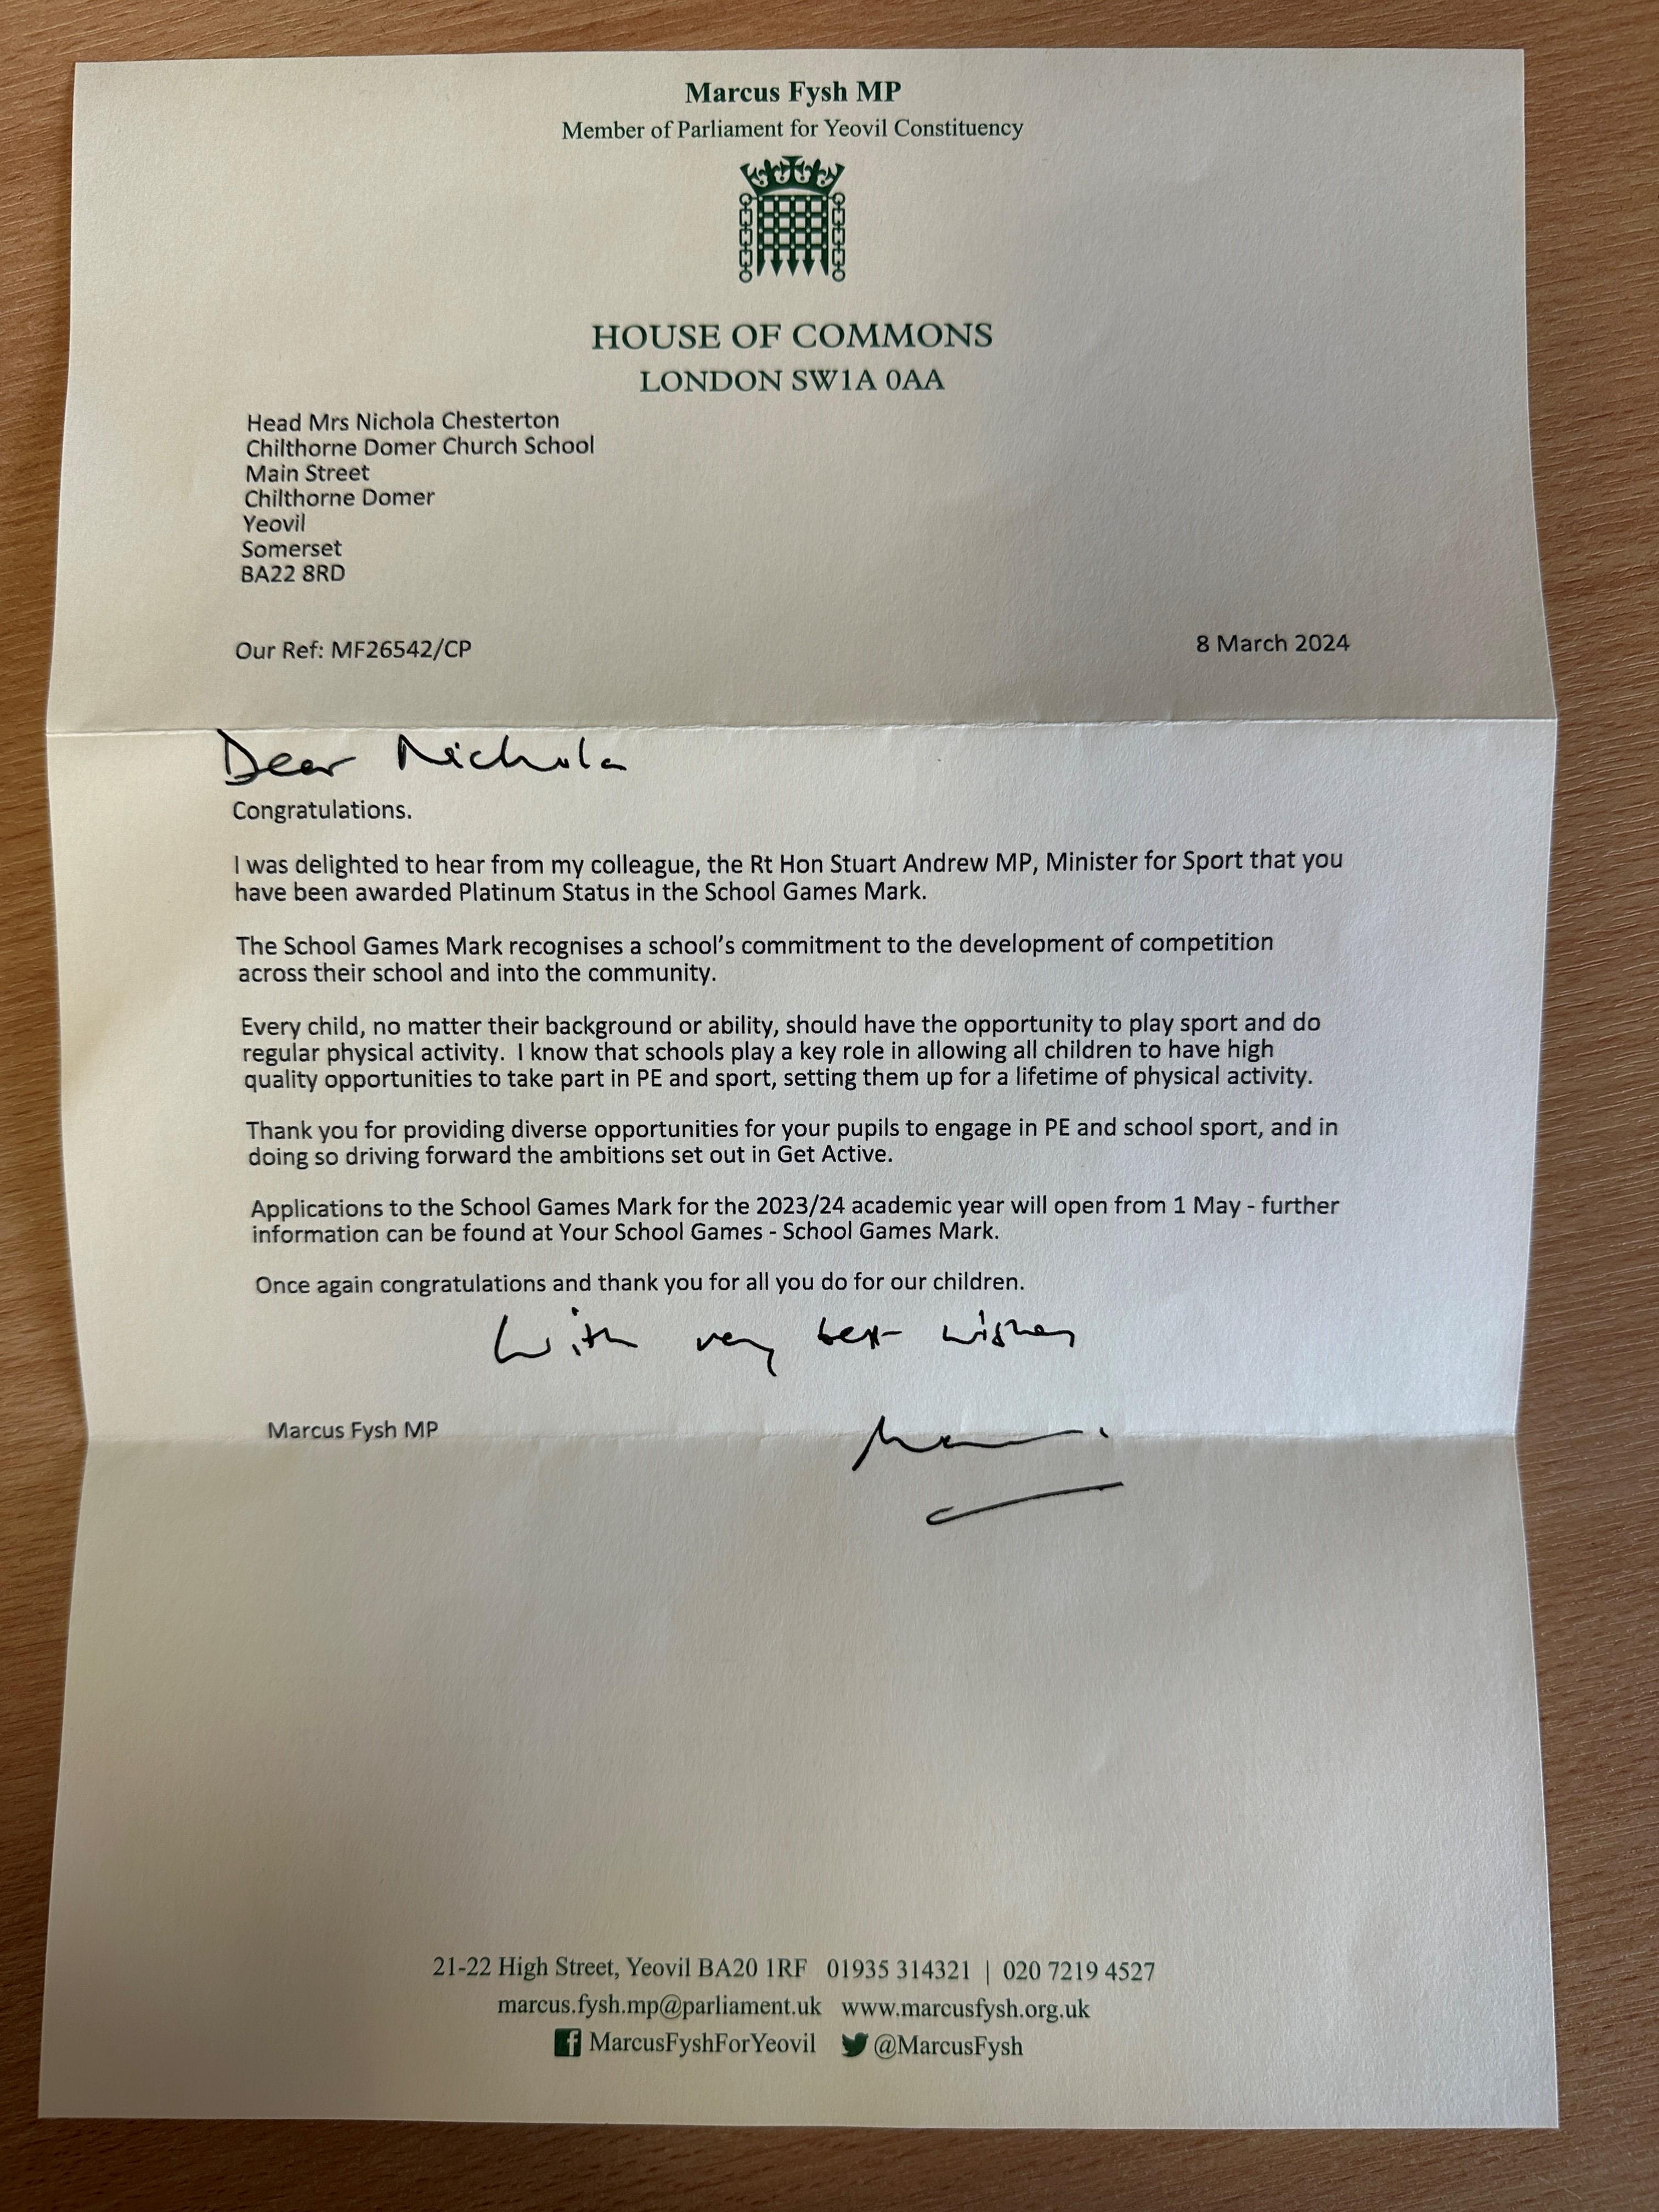 Marcus Fysh MP
Member of Parliament for Yeovil Constituency
HOUSE OF COMMONS
LONDON SW1A 0AA
Head Mrs Nichola Chesterton
Chilthorne Domer Church School
Main Street
Chilthorne Domer
Yeovil
Somerset
BA22 8RD
Our Ref: MF26542/CP
8 March 2024
Dear Nichola
Congratulations.
I was delighted to hear from my colleague, the Rt Hon Stuart Andrew MP, Minister for Sport that you
have been awarded Platinum Status in the School Games Mark.
The School Games Mark recognises a school's commitment to the development of competition
across their school and into the community.
Every child, no matter their background or ability, should have the opportunity to play sport and do
regular physical activity. I know that schools play a key role in allowing all children to have high
quality opportunities to take part in PE and sport, setting them up for a lifetime of physical activity.
Thank you for providing diverse opportunities for your pupils to engage in PE and school sport, and in
doing so driving forward the ambitions set out in Get Active.
Applications to the School Games Mark for the 2023/24 academic year will open from 1 May - further
information can be found at Your School Games - School Games Mark.
Once again congratulations and thank you for all you do for our children.
With very best wishes
Marcus Fysh MP
21-22 High Street, Yeovil BA20 1RF 01935 314321 | 020 7219 4527
marcus.fysh.mp@parliament.uk www.marcusfysh.org.uk
MarcusFyshForYeovil @MarcusFysh